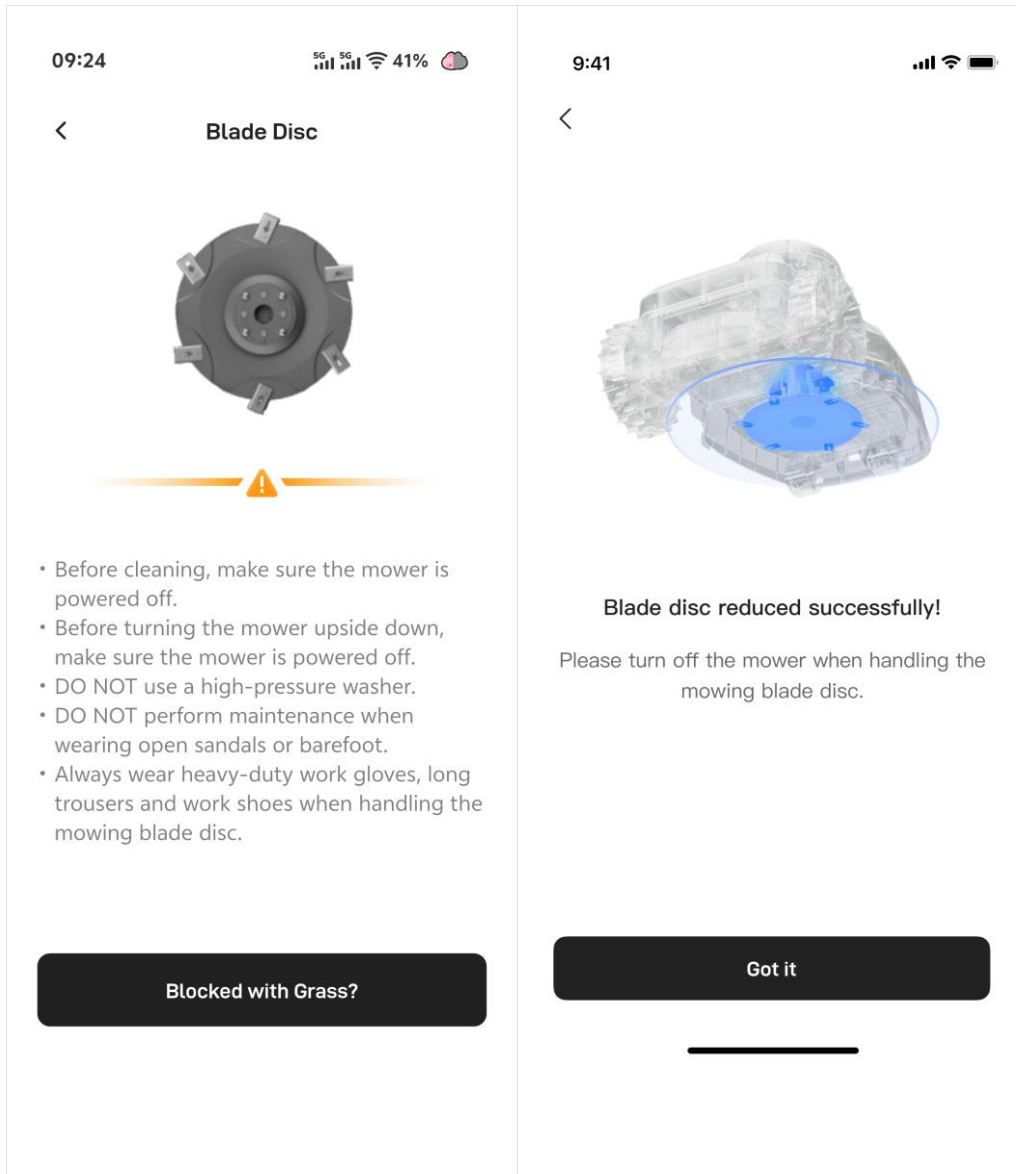 09:24
5G 5G 41%
Blade Disc
• Before cleaning, make sure the mower is
powered off.
• Before turning the mower upside down,
make sure the mower is powered off.
• DO NOT use a high-pressure washer.
• DO NOT perform maintenance when
wearing open sandals or barefoot.
• Always wear heavy-duty work gloves, long
trousers and work shoes when handling the
mowing blade disc.
Blocked with Grass?
9:41
Blade disc reduced successfully!
Please turn off the mower when handling the
mowing blade disc.
Got it